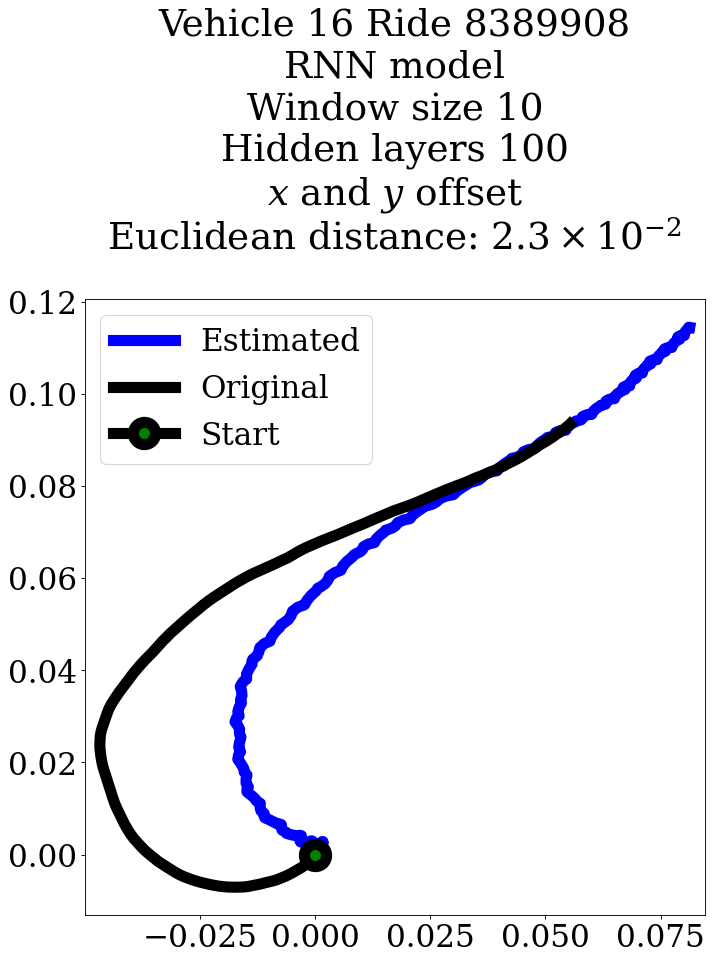 Vehicle 16 Ride 8389908
RNN model
Window size 10
Hidden layers 100
x and y offset
Euclidean distance: 2.3 × 10⁻²
0.12
0.10
0.08
0.06
0.04
0.02
0.00
Estimated
Original
Start
−0.025 0.000 0.025 0.050 0.075